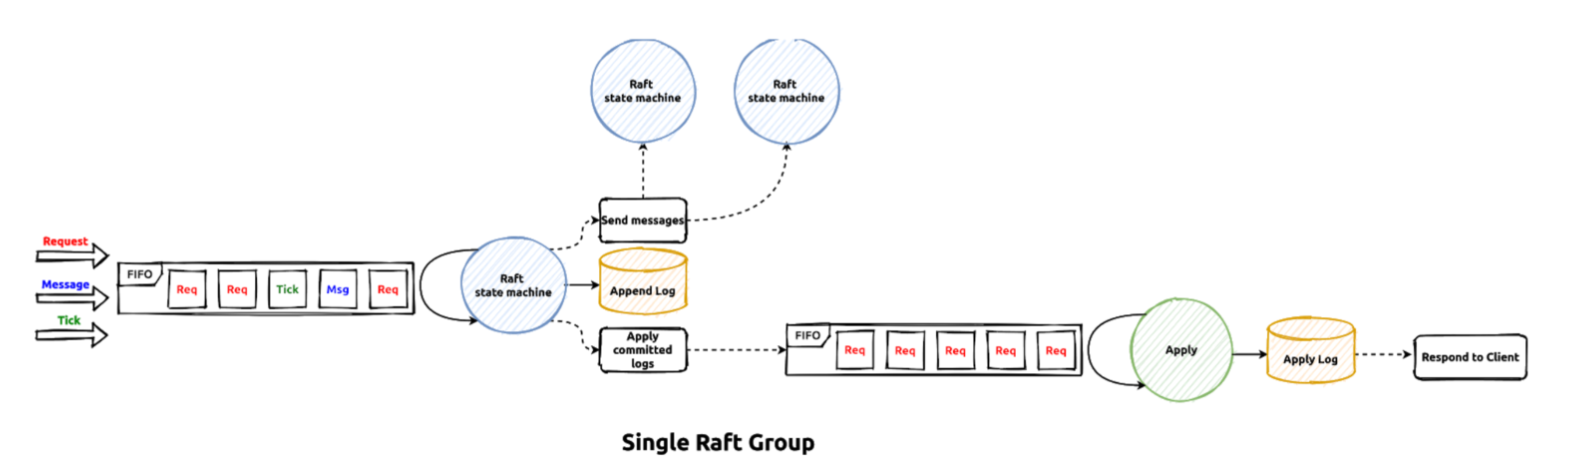 Raft
state machine
Raft
state machine
Send messages
Request
Message
Tick
FIFO
Req
Req
Tick
Msg
Req
Raft
state machine
Append Log
Apply
committed
logs
FIFO
Req
Req
Req
Req
Req
Apply
Apply Log
Respond to Client
Single Raft Group